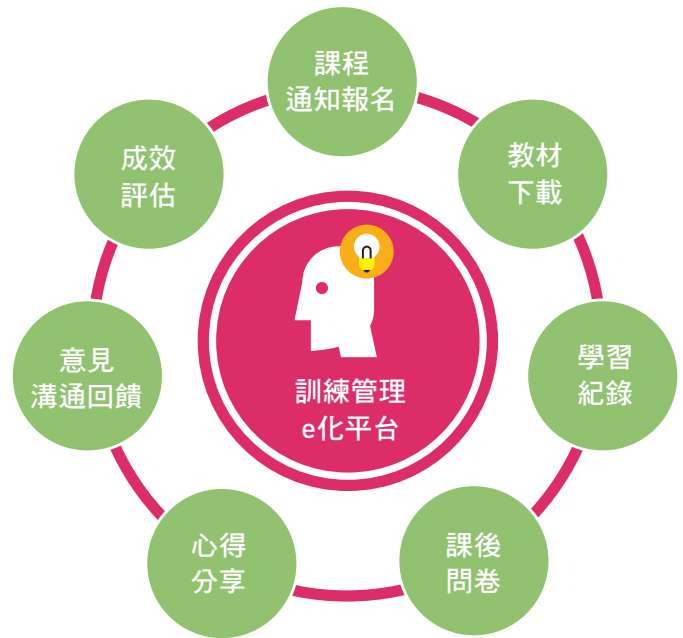 課程
通知報名
教材
下載
學習
紀錄
課後
問卷
心得
分享
意見
溝通回饋
成效
評估
訓練管理
e化平台